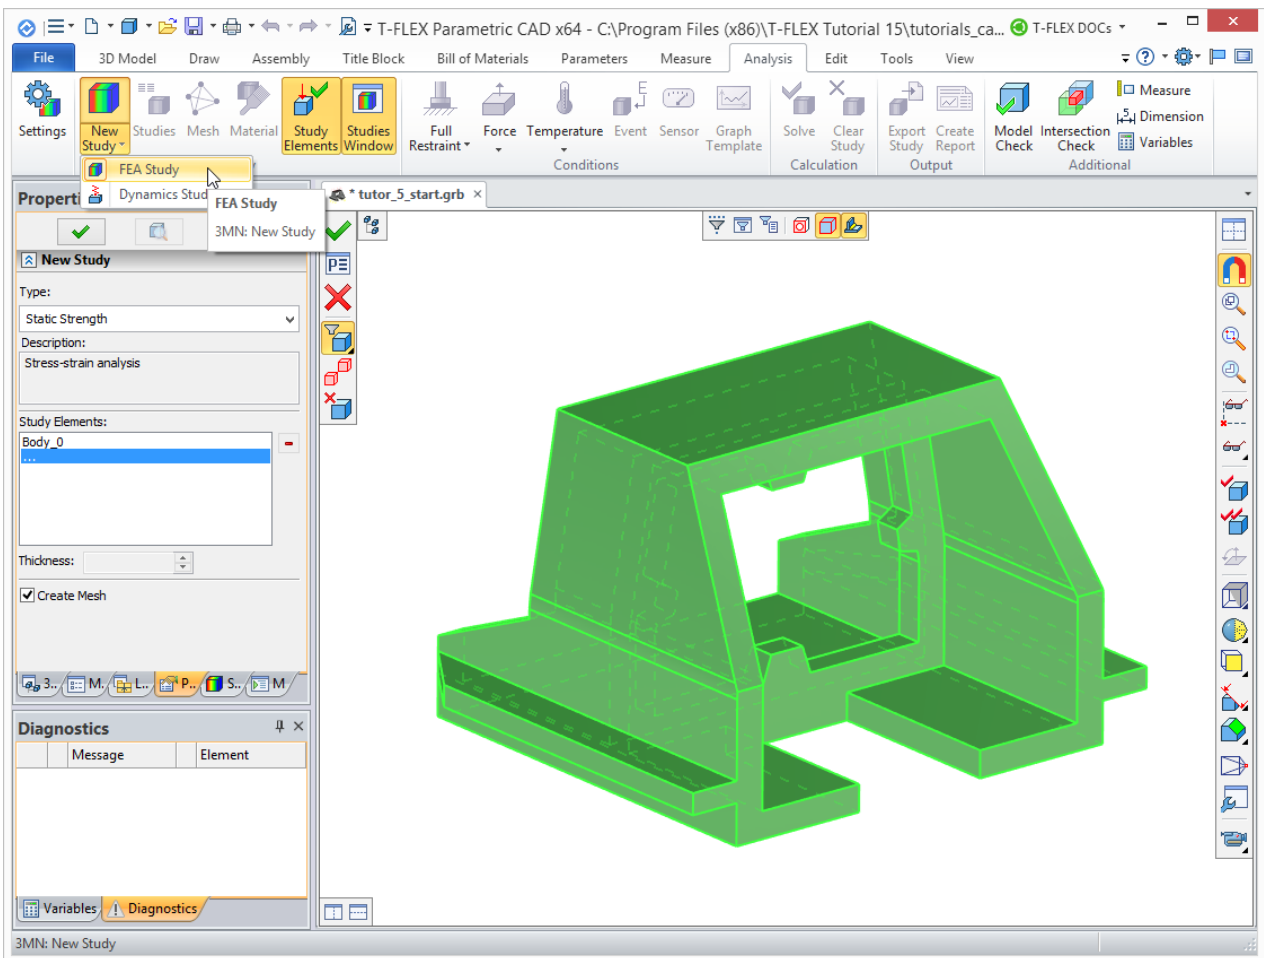 T-FLEX Parametric CAD x64 - C:\Program Files (x86)\T-FLEX Tutorial 15\tutorials_ca...
T-FLEX DOCs
File 3D Model Draw Assembly Title Block Bill of Materials Parameters Measure Analysis Edit Tools View
Settings
New
Study
Studies
Mesh
Material
Study
Elements
Studies
Window
Full
Restraint
Force
Temperature
Event
Sensor
Graph
Template
Conditions
Solve
Clear
Study
Calculation
Export
Study
Create
Report
Output
Model
Check
Intersection
Check
Measure
Dimension
Variables
Additional
FEA Study
Dynamics Stud
FEA Study
3MN: New Study
Properti
* tutor_5_start.grb
New Study
Type:
Static Strength
Description:
Stress-strain analysis
Study Elements:
Body_0
...
Thickness:
Create Mesh
3.. M. L.. P.. S.. M
Diagnostics
Message Element
Variables Diagnostics
3MN: New Study